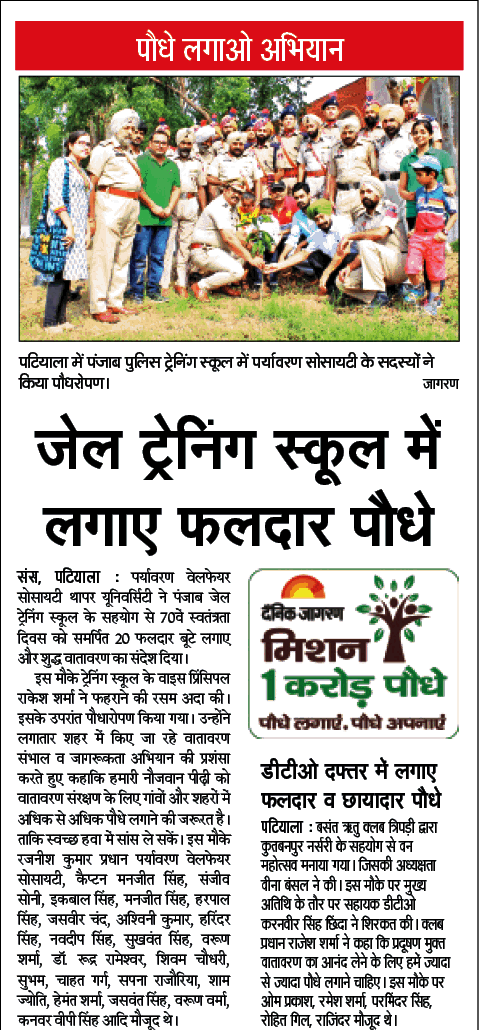 पौधे लगाओ अभियान
पटियाला में पंजाब पुलिस ट्रेनिंग स्कूल में पर्यावरण सोसायटी के सदस्यों ने
किया पौधरोपण।
जागरण
जेल ट्रेनिंग स्कूल में
लगाए फलदार पौधे
संस, पटियाला : पर्यावरण वेलफेयर
सोसायटी थापर यूनिवर्सिटी ने पंजाब जेल
ट्रेनिंग स्कूल के सहयोग से 70वें स्वतंत्रता
दिवस को समर्पित 20 फलदार बूटे लगाए
और शुद्ध वातावरण का संदेश दिया।
इस मौके ट्रेनिंग स्कूल के वाइस प्रिंसिपल
राकेश शर्मा ने फहराने की रसम अदा की।
इसके उपरांत पौधारोपण किया गया। उन्होंने
लगातार शहर में किए जा रहे वातावरण
संभाल व जागरूकता अभियान की प्रशंसा
करते हुए कहाकि हमारी नौजवान पीढ़ी को
वातावरण संरक्षण के लिए गांवों और शहरों में
अधिक से अधिक पौधे लगाने की जरूरत है।
ताकि स्वच्छ हवा में सांस ले सकें। इस मौके
रजनीश कुमार प्रधान पर्यावरण वेलफेयर
सोसायटी, कैप्टन मनजीत सिंह, संजीव
सोनी, इकबाल सिंह, मनजीत सिंह, हरपाल
सिंह, जसवीर चंद, अश्विनी कुमार, हरिंदर
सिंह, नवदीप सिंह, सुखवंत सिंह, वरूण
शर्मा, डॉ. रूद्र रामेश्वर, शिवम चौधरी,
सुभम, चाहत गर्ग, सपना राजौरिया, शाम
ज्योति, हेमंत शर्मा, जसवंत सिंह, वरूण वर्मा,
कनवर वीपी सिंह आदि मौजूद थे।
दैनिक जागरण
मिशन
1 करोड़ पौधे
पौधे लगाएं, पौधे अपनाएं
डीटीओ दफ्तर में लगाए
फलदार व छायादार पौधे
पटियाला : बसंत ऋतु क्लब त्रिपड़ी द्वारा
कुतबनपुर नर्सरी के सहयोग से वन
महोत्सव मनाया गया। जिसकी अध्यक्षता
वीना बंसल ने की। इस मौके पर मुख्य
अतिथि के तौर पर सहायक डीटीओ
करनवीर सिंह छिंदा ने शिरकत की। क्लब
प्रधान राजेश शर्मा ने कहा कि प्रदूषण मुक्त
वातावरण का आनंद लेने के लिए हमें ज्यादा
से ज्यादा पौधे लगाने चाहिए। इस मौके पर
ओम प्रकाश, रमेश शर्मा, परमिंदर सिंह,
रोहित गिल, राजिंदर मौजूद थे।